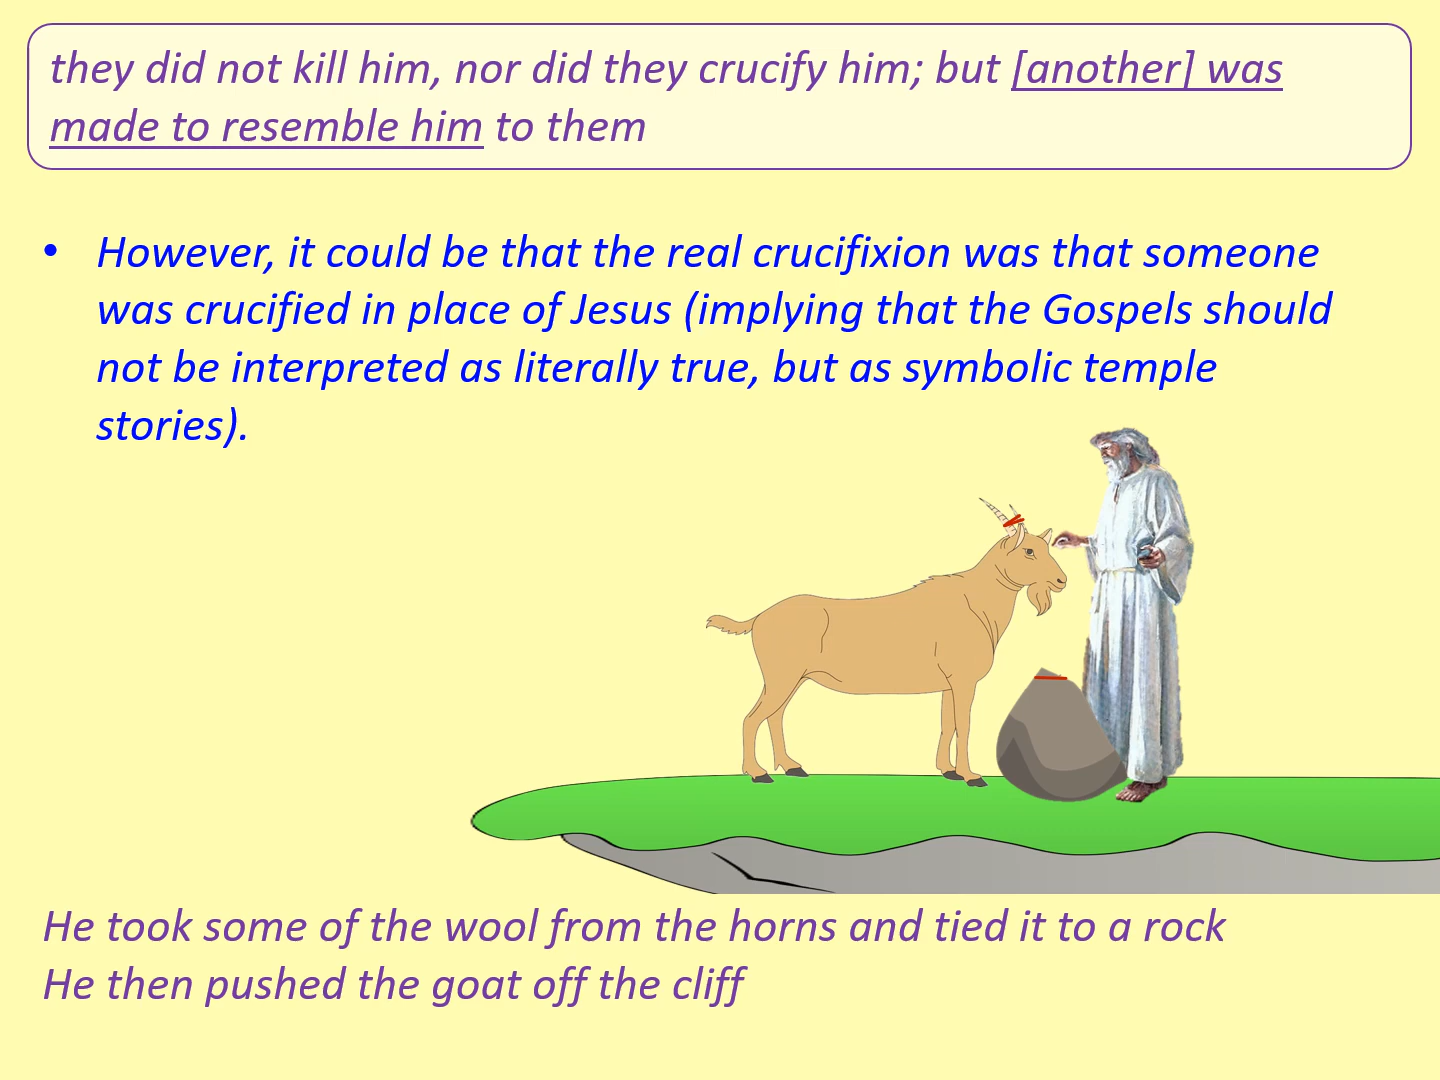 they did not kill him, nor did they crucify him; but [another] was
made to resemble him to them
• However, it could be that the real crucifixion was that someone
was crucified in place of Jesus (implying that the Gospels should
not be interpreted as literally true, but as symbolic temple
stories).
He took some of the wool from the horns and tied it to a rock
He then pushed the goat off the cliff